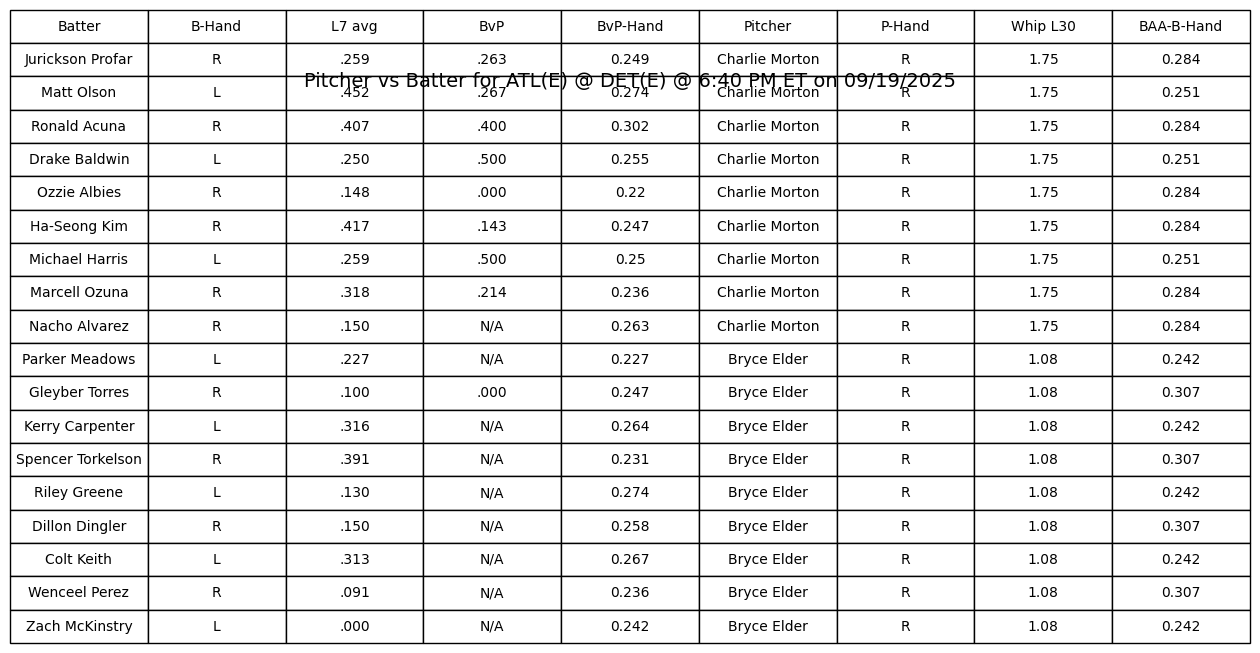 Batter B-Hand L7 avg BvP BvP-Hand Pitcher P-Hand Whip L30 BAA-B-Hand
Jurickson Profar R .259 .263 0.249 Charlie Morton R 1.75 0.284
Pitcher vs Batter for ATL(E) @ DET(E) @ 6:40 PM ET on 09/19/2025
Matt Olson L .452 .267 0.274 Charlie Morton R 1.75 0.251
Ronald Acuna R .407 .400 0.302 Charlie Morton R 1.75 0.284
Drake Baldwin L .250 .500 0.255 Charlie Morton R 1.75 0.251
Ozzie Albies R .148 .000 0.22 Charlie Morton R 1.75 0.284
Ha-Seong Kim R .417 .143 0.247 Charlie Morton R 1.75 0.284
Michael Harris L .259 .500 0.25 Charlie Morton R 1.75 0.251
Marcell Ozuna R .318 .214 0.236 Charlie Morton R 1.75 0.284
Nacho Alvarez R .150 N/A 0.263 Charlie Morton R 1.75 0.284
Parker Meadows L .227 N/A 0.227 Bryce Elder R 1.08 0.242
Gleyber Torres R .100 .000 0.247 Bryce Elder R 1.08 0.307
Kerry Carpenter L .316 N/A 0.264 Bryce Elder R 1.08 0.242
Spencer Torkelson R .391 N/A 0.231 Bryce Elder R 1.08 0.307
Riley Greene L .130 N/A 0.274 Bryce Elder R 1.08 0.242
Dillon Dingler R .150 N/A 0.258 Bryce Elder R 1.08 0.307
Colt Keith L .313 N/A 0.267 Bryce Elder R 1.08 0.242
Wenceel Perez R .091 N/A 0.236 Bryce Elder R 1.08 0.307
Zach McKinstry L .000 N/A 0.242 Bryce Elder R 1.08 0.242